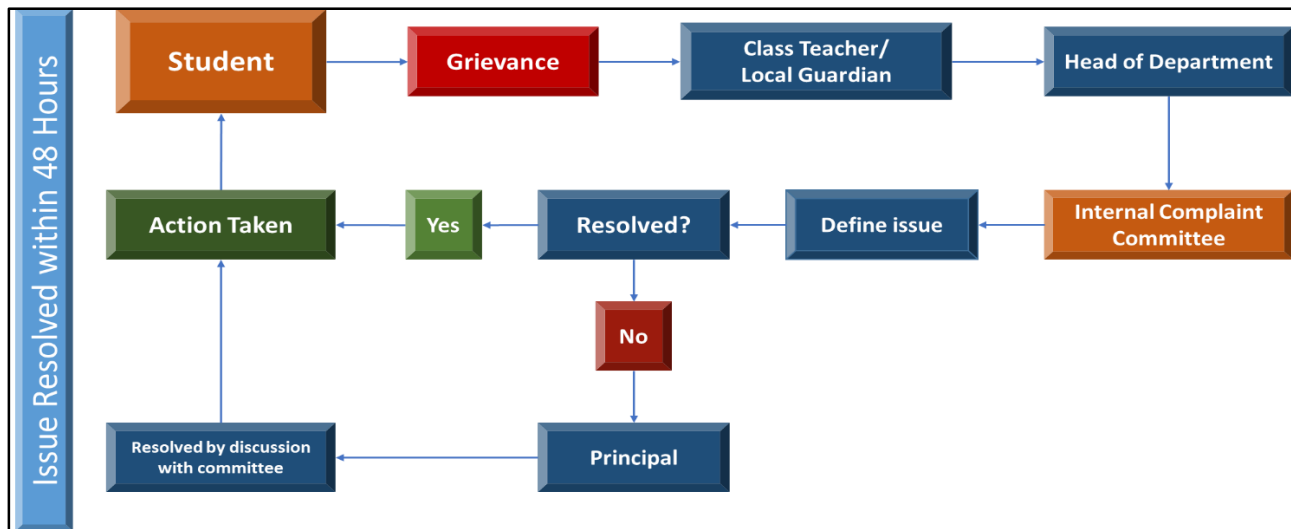 Issue Resolved within 48 Hours
Student
Grievance
Class Teacher/
Local Guardian
Head of Department
Action Taken
Yes
Resolved?
Define issue
Internal Complaint
Committee
No
Resolved by discussion
with committee
Principal